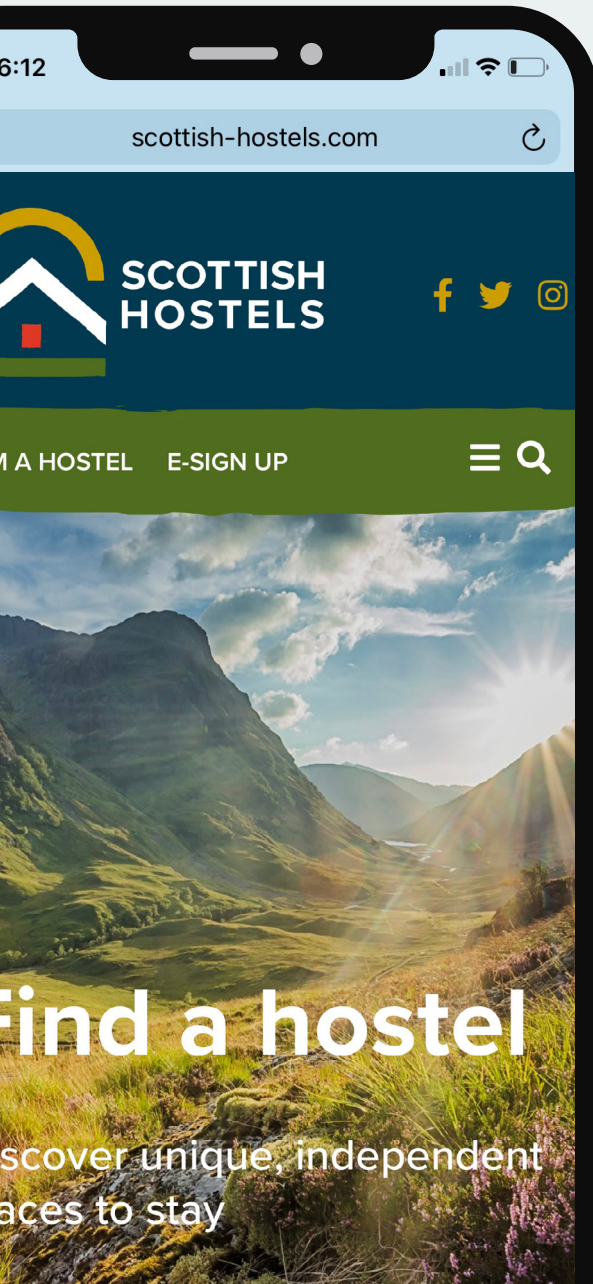 6:12
scottish-hostels.com
SCOTTISH
HOSTELS
M A HOSTEL E-SIGN UP
Find a hostel
scover unique, independent
aces to stay